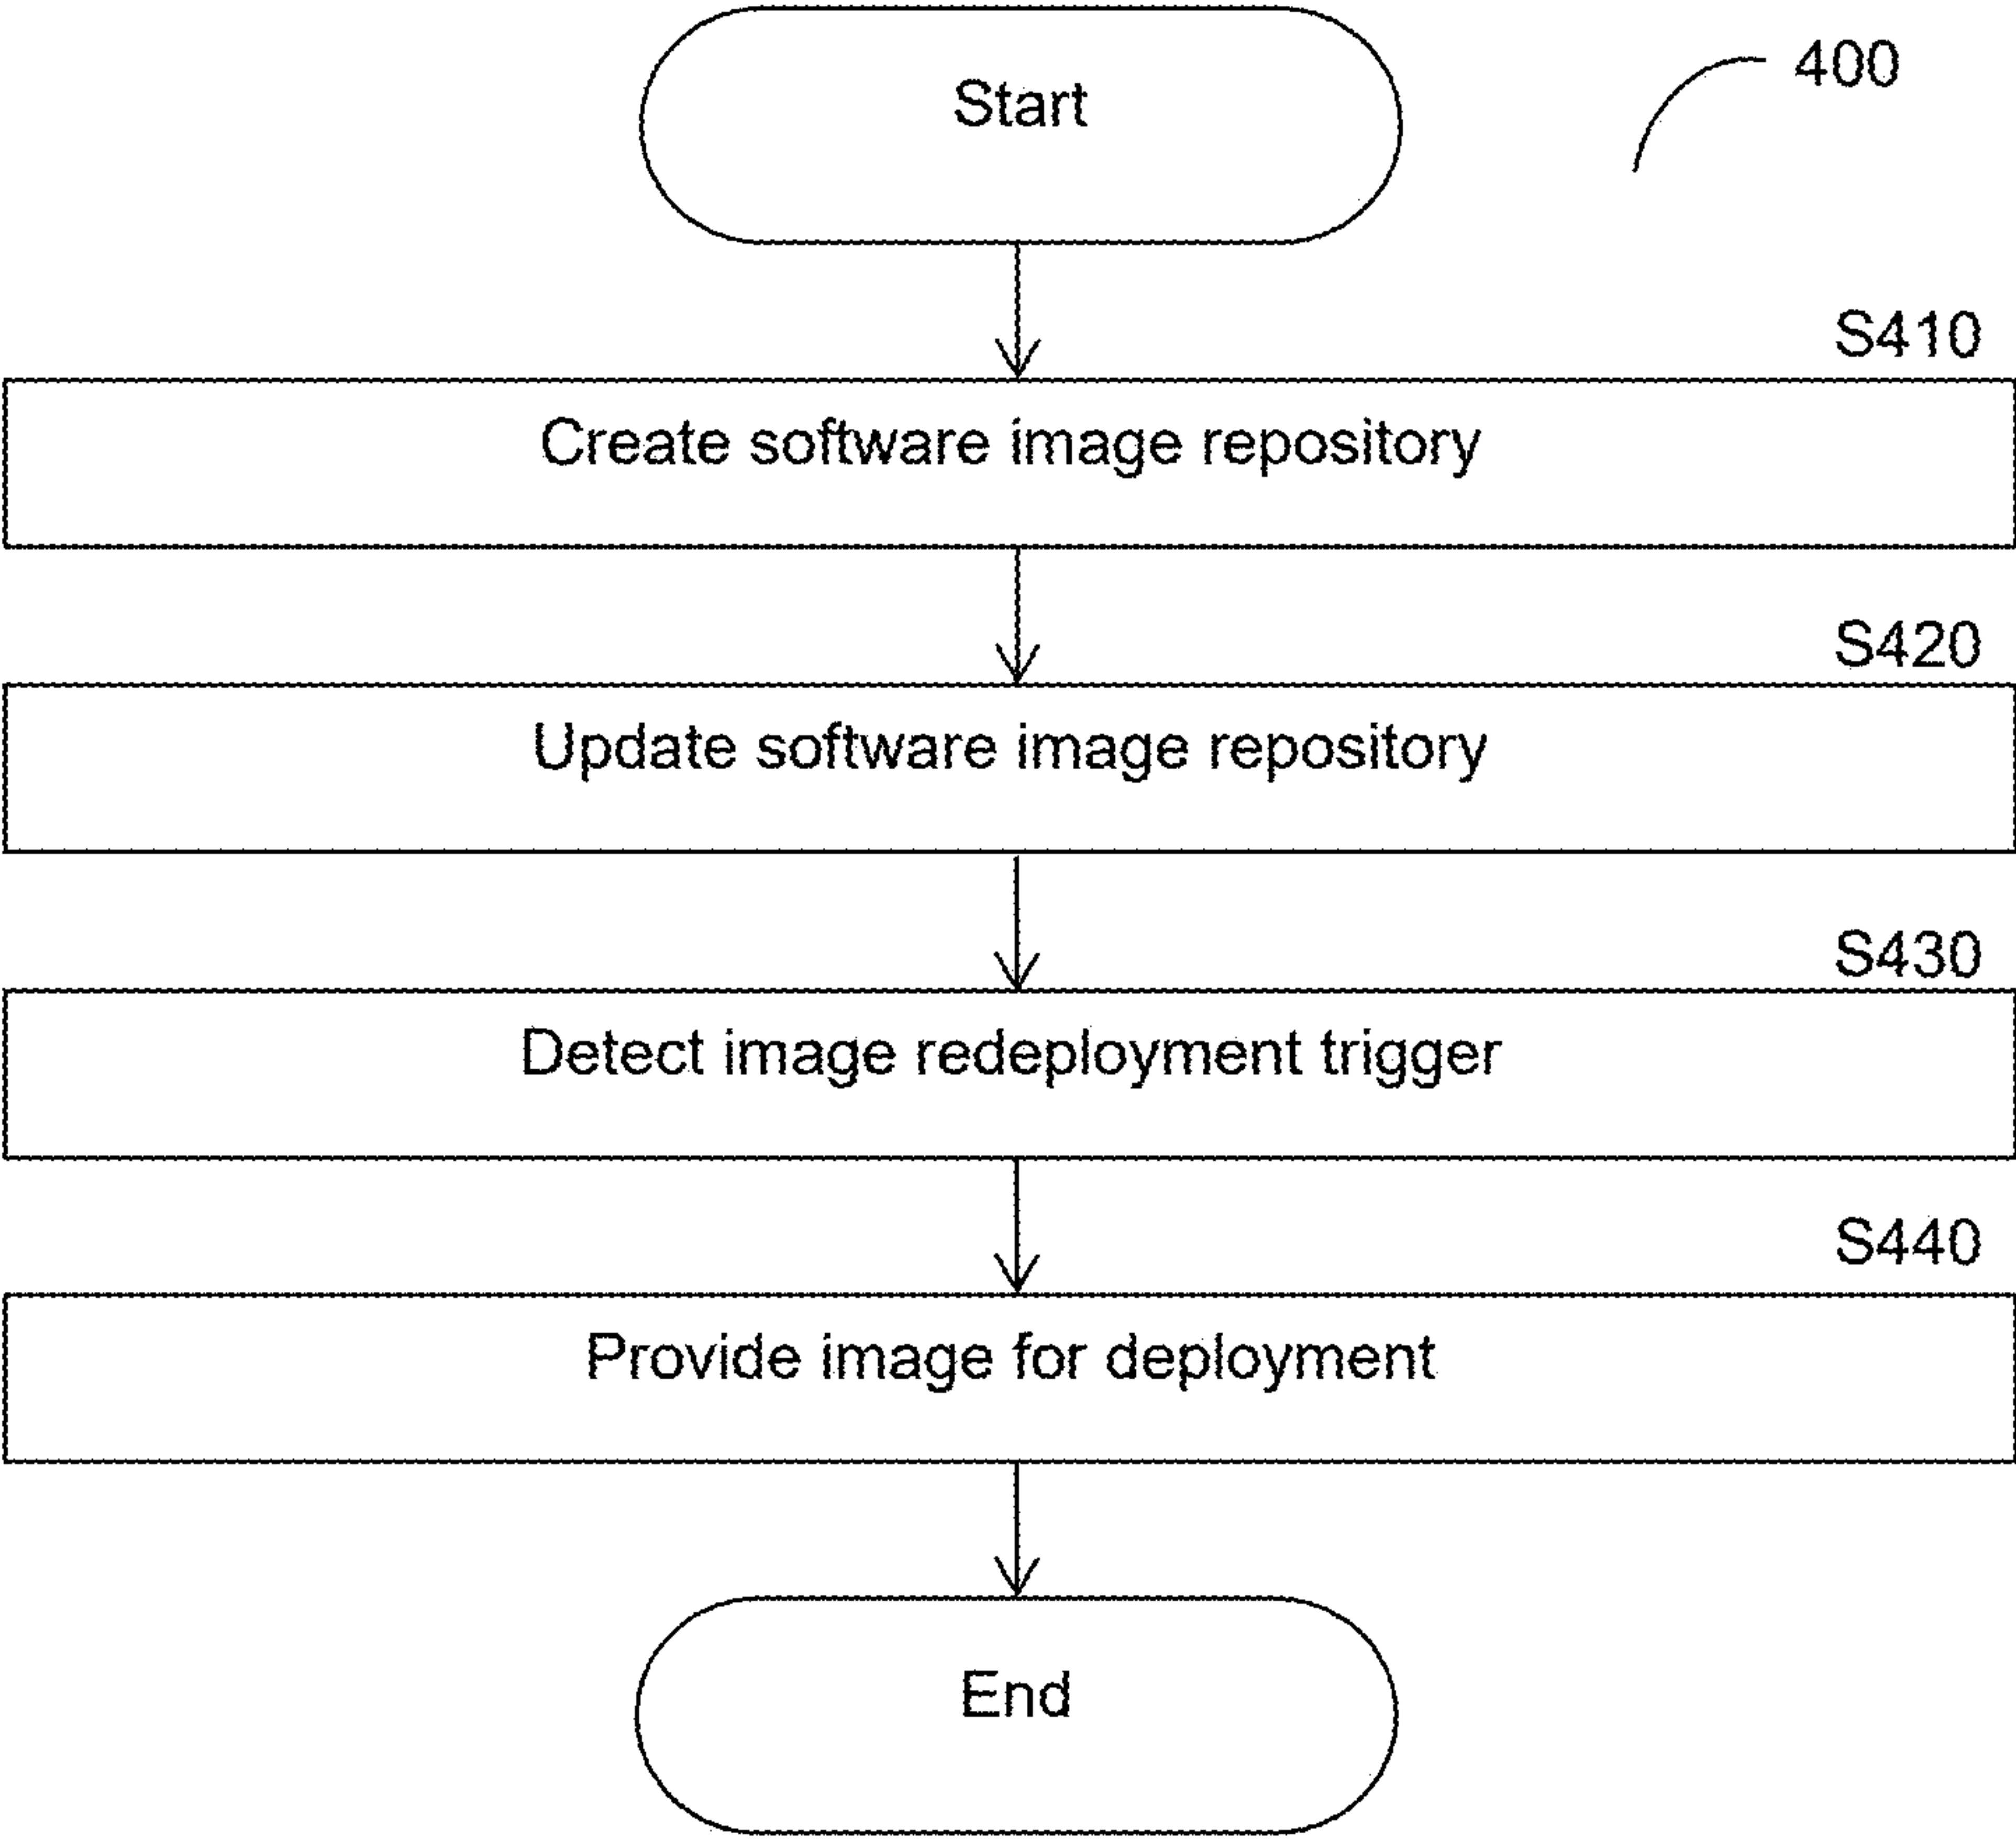 Start
400
S410
Create software image repository
S420
Update software image repository
S430
Detect image redeployment trigger
S440
Provide image for deployment
End